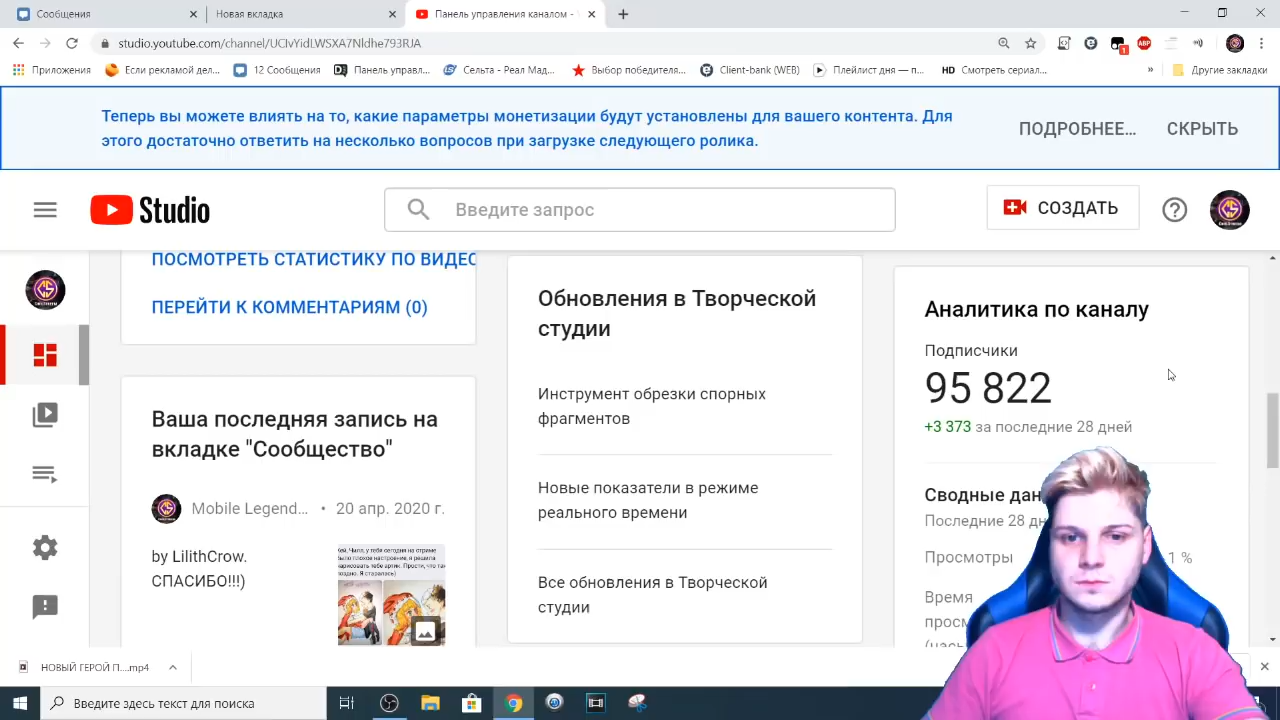 Сообщения
Новая вкладка
Панель управления каналом -
studio.youtube.com/channel/UClvYidLWSXA7Nldhe793RJA
1
ABP
Приложения
Если рекламой дел...
12 Сообщения
Панель управл...
Сельта - Реал Мад...
Выбор победителя...
Client-bank (WEB)
Плейлист дня — п...
HD Смотреть сериал...
»
Другие закладки
Теперь вы можете влиять на то, какие параметры монетизации будут установлены для вашего контента. Для
этого достаточно ответить на несколько вопросов при загрузке следующего ролика.
ПОДРОБНЕЕ...
СКРЫТЬ
Studio
Введите запрос
СОЗДАТЬ
ПОСМОТРЕТЬ СТАТИСТИКУ ПО ВИДЕО
ПЕРЕЙТИ К КОММЕНТАРИЯМ (0)
Ваша последняя запись на
вкладке "Сообщество"
Mobile Legend... • 20 апр. 2020 г.
by LilithCrow.
СПАСИБО!!!)
Обновления в Творческой
студии
Инструмент обрезки спорных
фрагментов
Новые показатели в режиме
реального времени
Все обновления в Творческой
студии
Аналитика по каналу
Подписчики
95 822
+3 373 за последние 28 дней
Сводные дан
Последние 28 дн
Просмотры
1 %
Время
прос
НОВЫЙ ГЕРОЙ П....mp4
Введите здесь текст для поиска